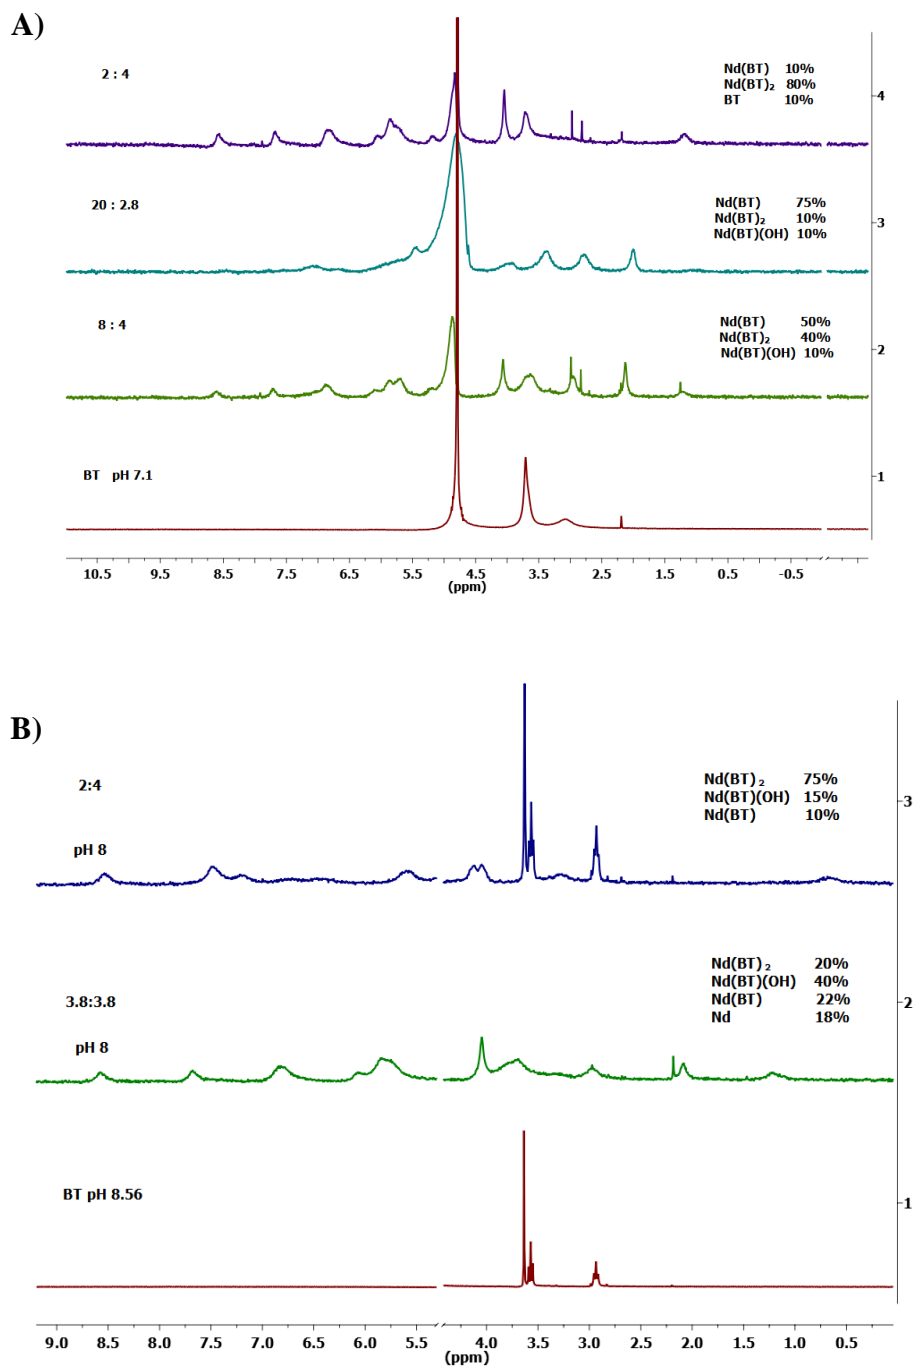 A)
2 : 4
Nd(BT) 10%
Nd(BT)₂ 80%
BT 10%
4
20 : 2.8
Nd(BT) 75%
Nd(BT)₂ 10%
Nd(BT)(OH) 10%
3
8 : 4
Nd(BT) 50%
Nd(BT)₂ 40%
Nd(BT)(OH) 10%
2
BT pH 7.1
1
10.5 9.5 8.5 7.5 6.5 5.5 4.5 3.5 2.5 1.5 0.5 -0.5
(ppm)
B)
2:4
Nd(BT)₂ 75%
Nd(BT)(OH) 15%
Nd(BT) 10%
3
pH 8
Nd(BT)₂ 20%
Nd(BT)(OH) 40%
Nd(BT) 22%
Nd 18%
3.8:3.8
2
pH 8
BT pH 8.56
1
9.0 8.5 8.0 7.5 7.0 6.5 6.0 5.5 4.0 3.5 3.0 2.5 2.0 1.5 1.0 0.5
(ppm)